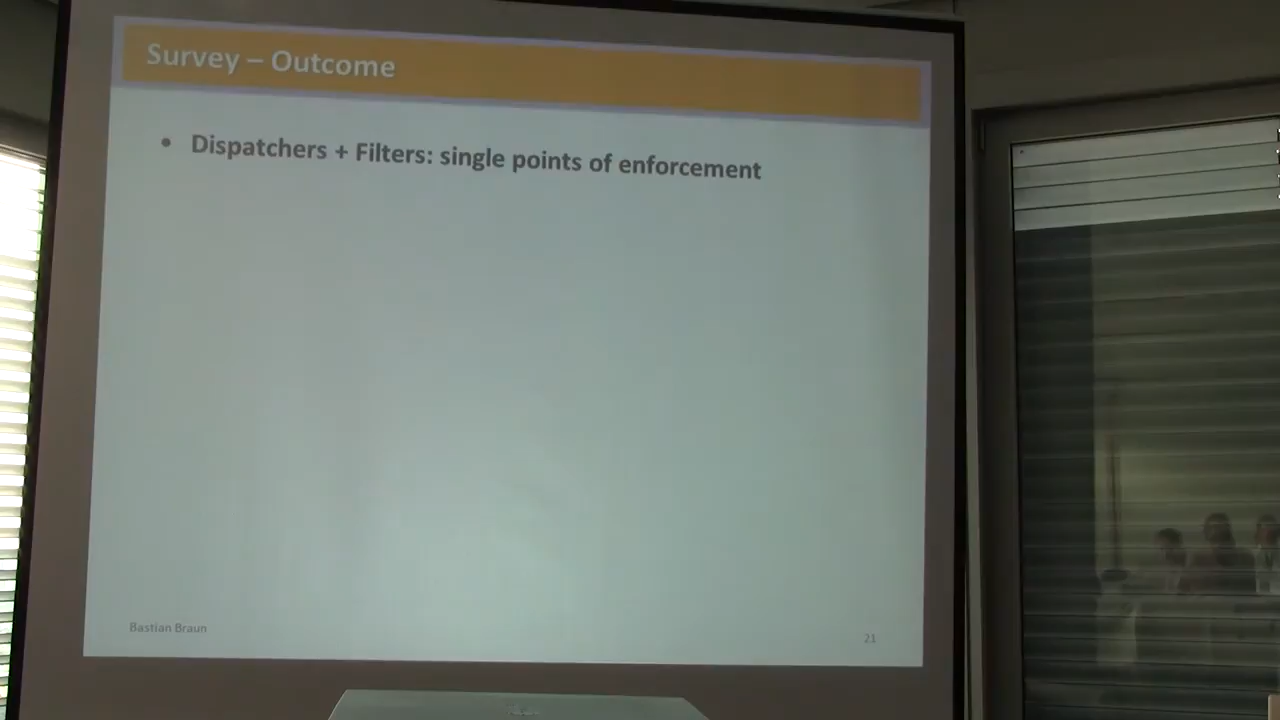 Survey – Outcome
• Dispatchers + Filters: single points of enforcement
Bastian Braun
21